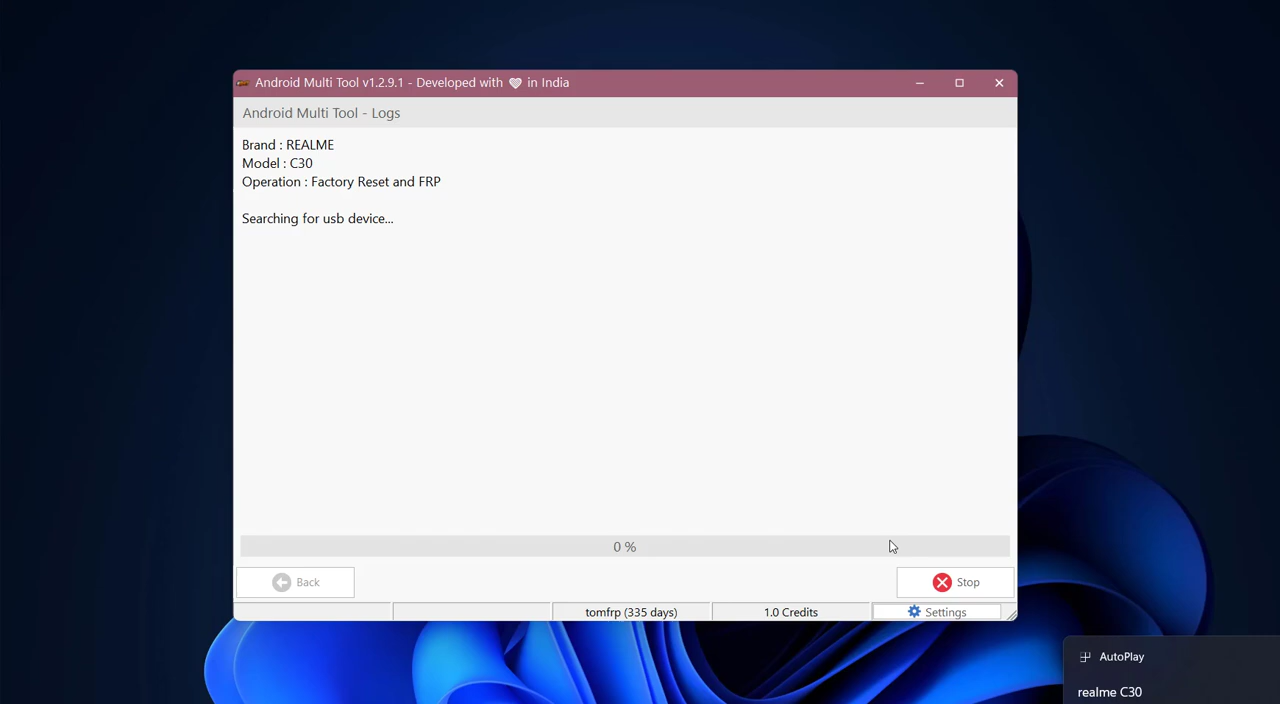 Android Multi Tool v1.2.9.1 - Developed with 🤍 in India
Android Multi Tool - Logs
Brand : REALME
Model : C30
Operation : Factory Reset and FRP
Searching for usb device...
0 %
Back
Stop
tomfrp (335 days)
1.0 Credits
Settings
AutoPlay
realme C30